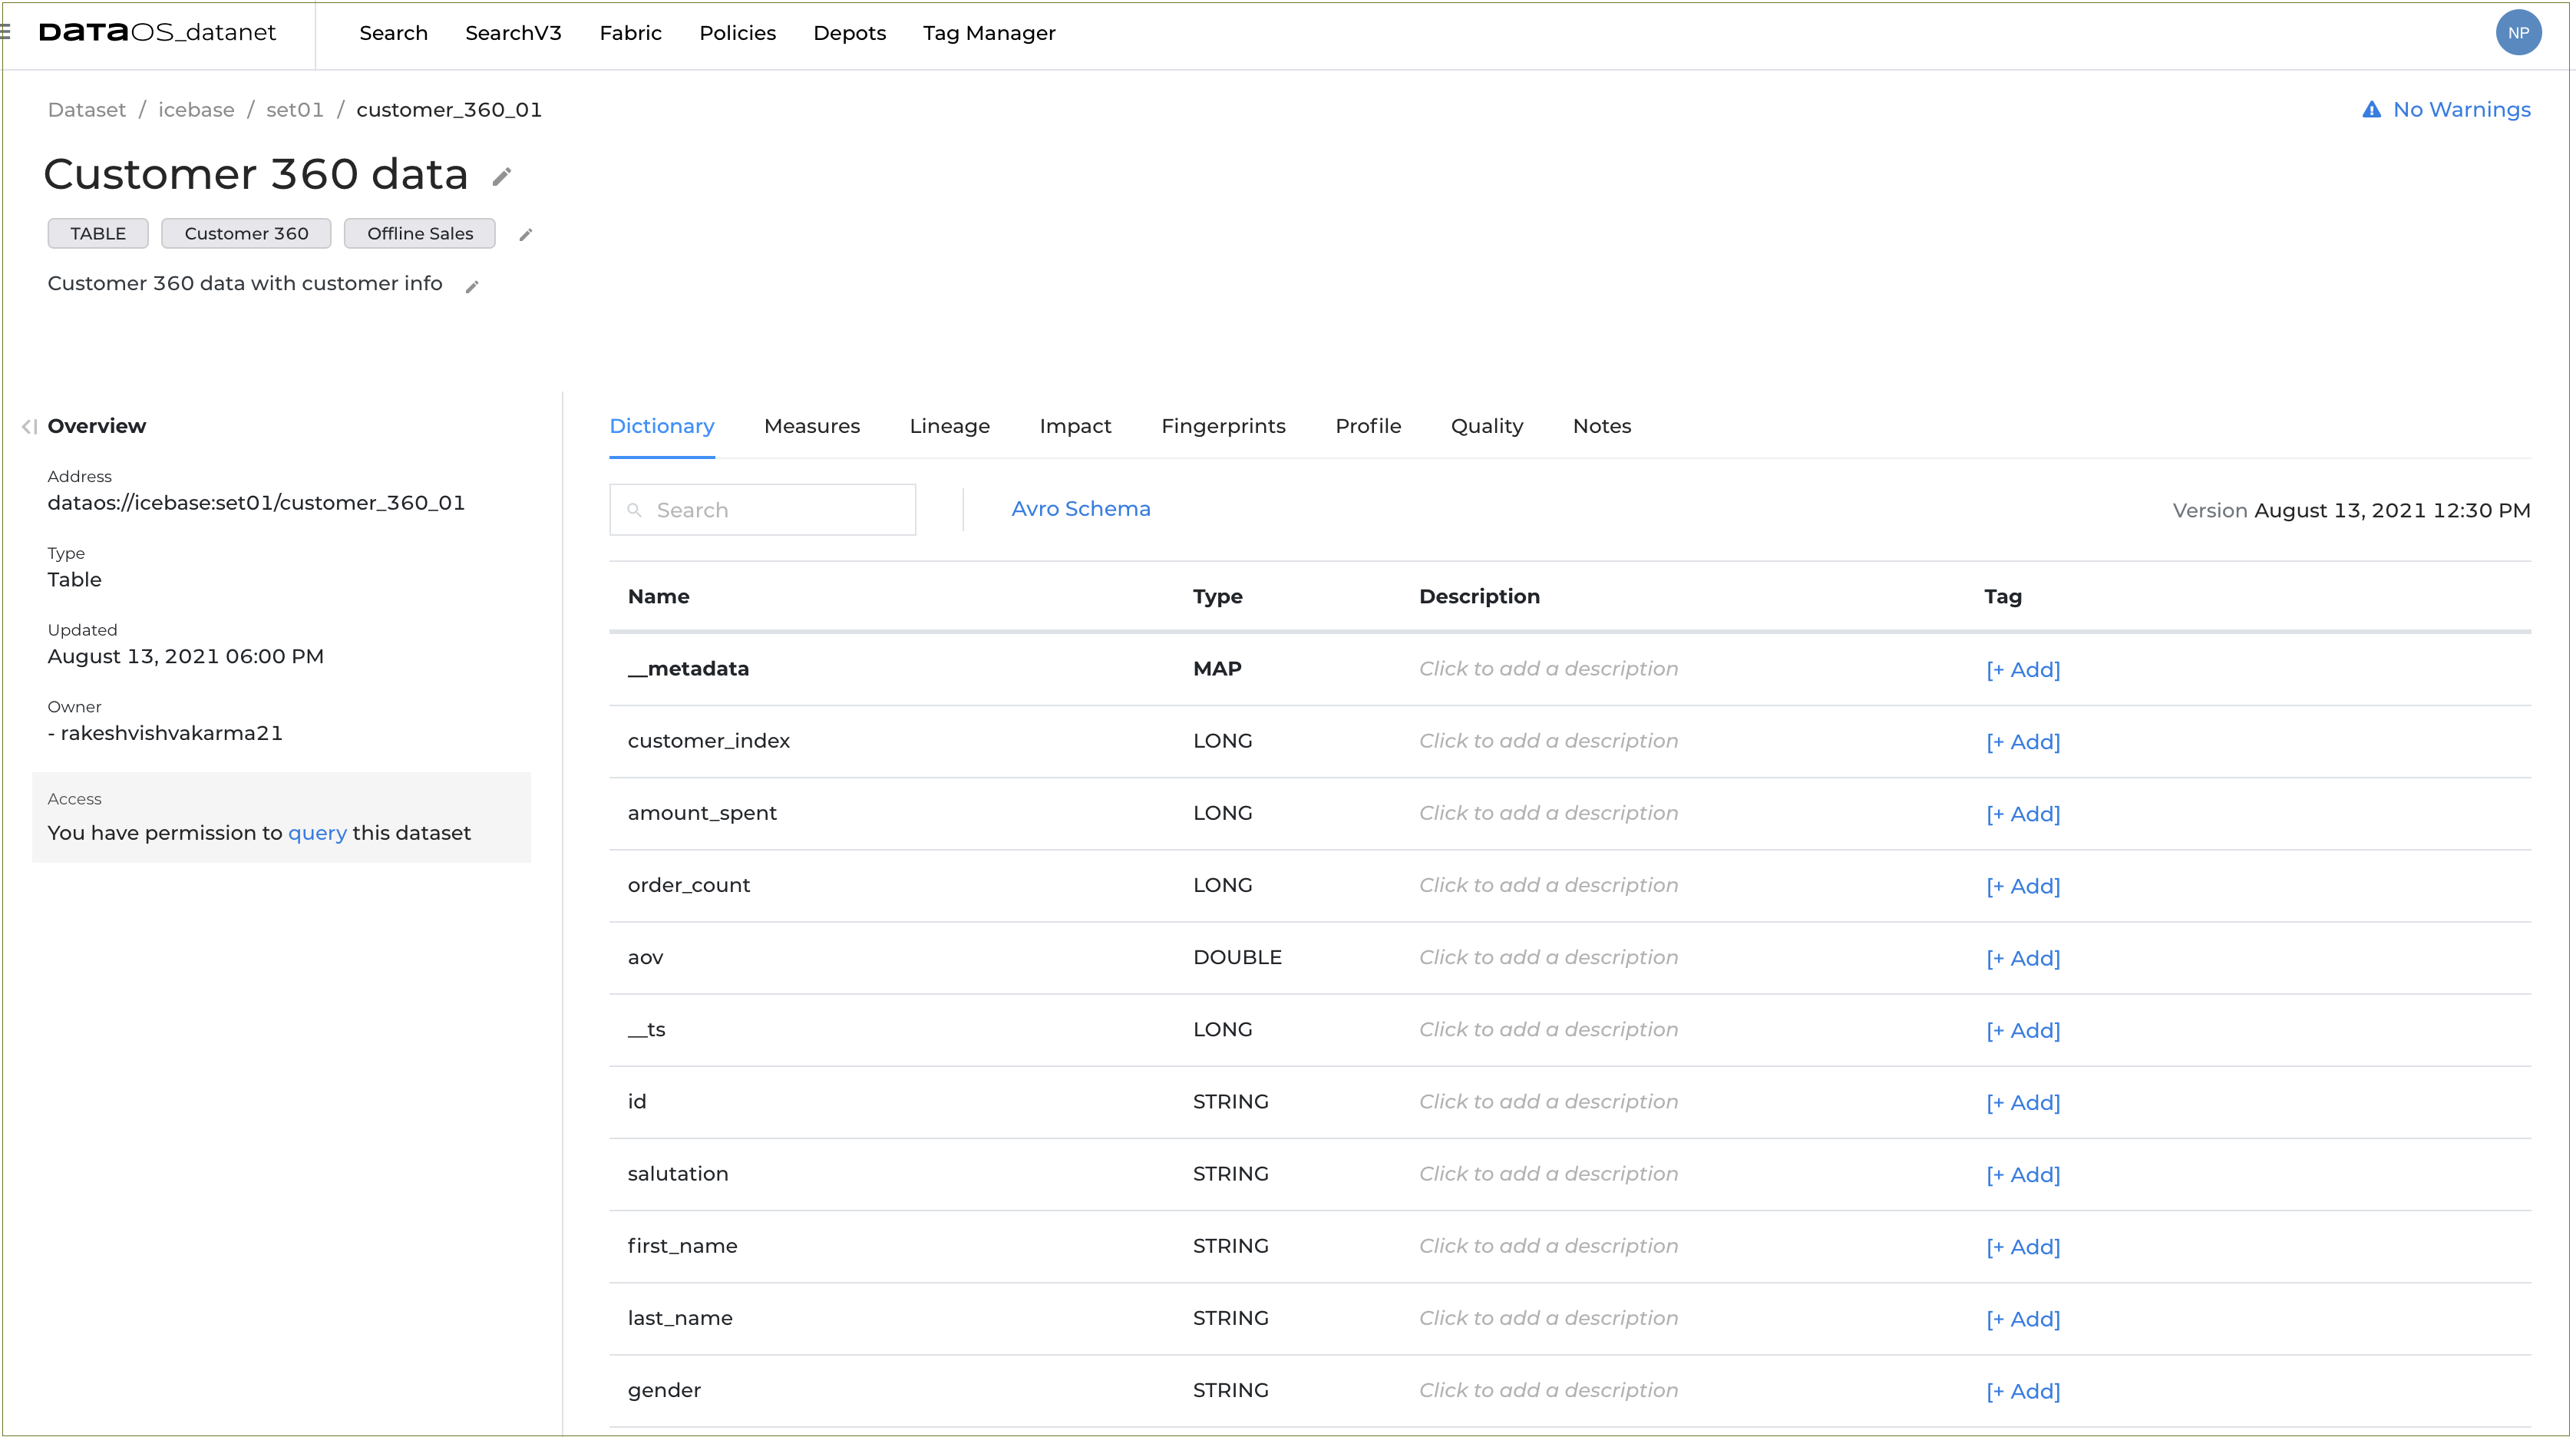 DATAOS_datanet Search SearchV3 Fabric Policies Depots Tag Manager NP
Dataset / icebase / set01 / customer_360_01 No Warnings
Customer 360 data
TABLE Customer 360 Offline Sales
Customer 360 data with customer info
Overview
Address
dataos://icebase:set01/customer_360_01
Type
Table
Updated
August 13, 2021 06:00 PM
Owner
- rakeshvishvakarma21
Access
You have permission to query this dataset
Dictionary Measures Lineage Impact Fingerprints Profile Quality Notes
Search Avro Schema Version August 13, 2021 12:30 PM
Name Type Description Tag
__metadata MAP Click to add a description [+ Add]
customer_index LONG Click to add a description [+ Add]
amount_spent LONG Click to add a description [+ Add]
order_count LONG Click to add a description [+ Add]
aov DOUBLE Click to add a description [+ Add]
__ts LONG Click to add a description [+ Add]
id STRING Click to add a description [+ Add]
salutation STRING Click to add a description [+ Add]
first_name STRING Click to add a description [+ Add]
last_name STRING Click to add a description [+ Add]
gender STRING Click to add a description [+ Add]